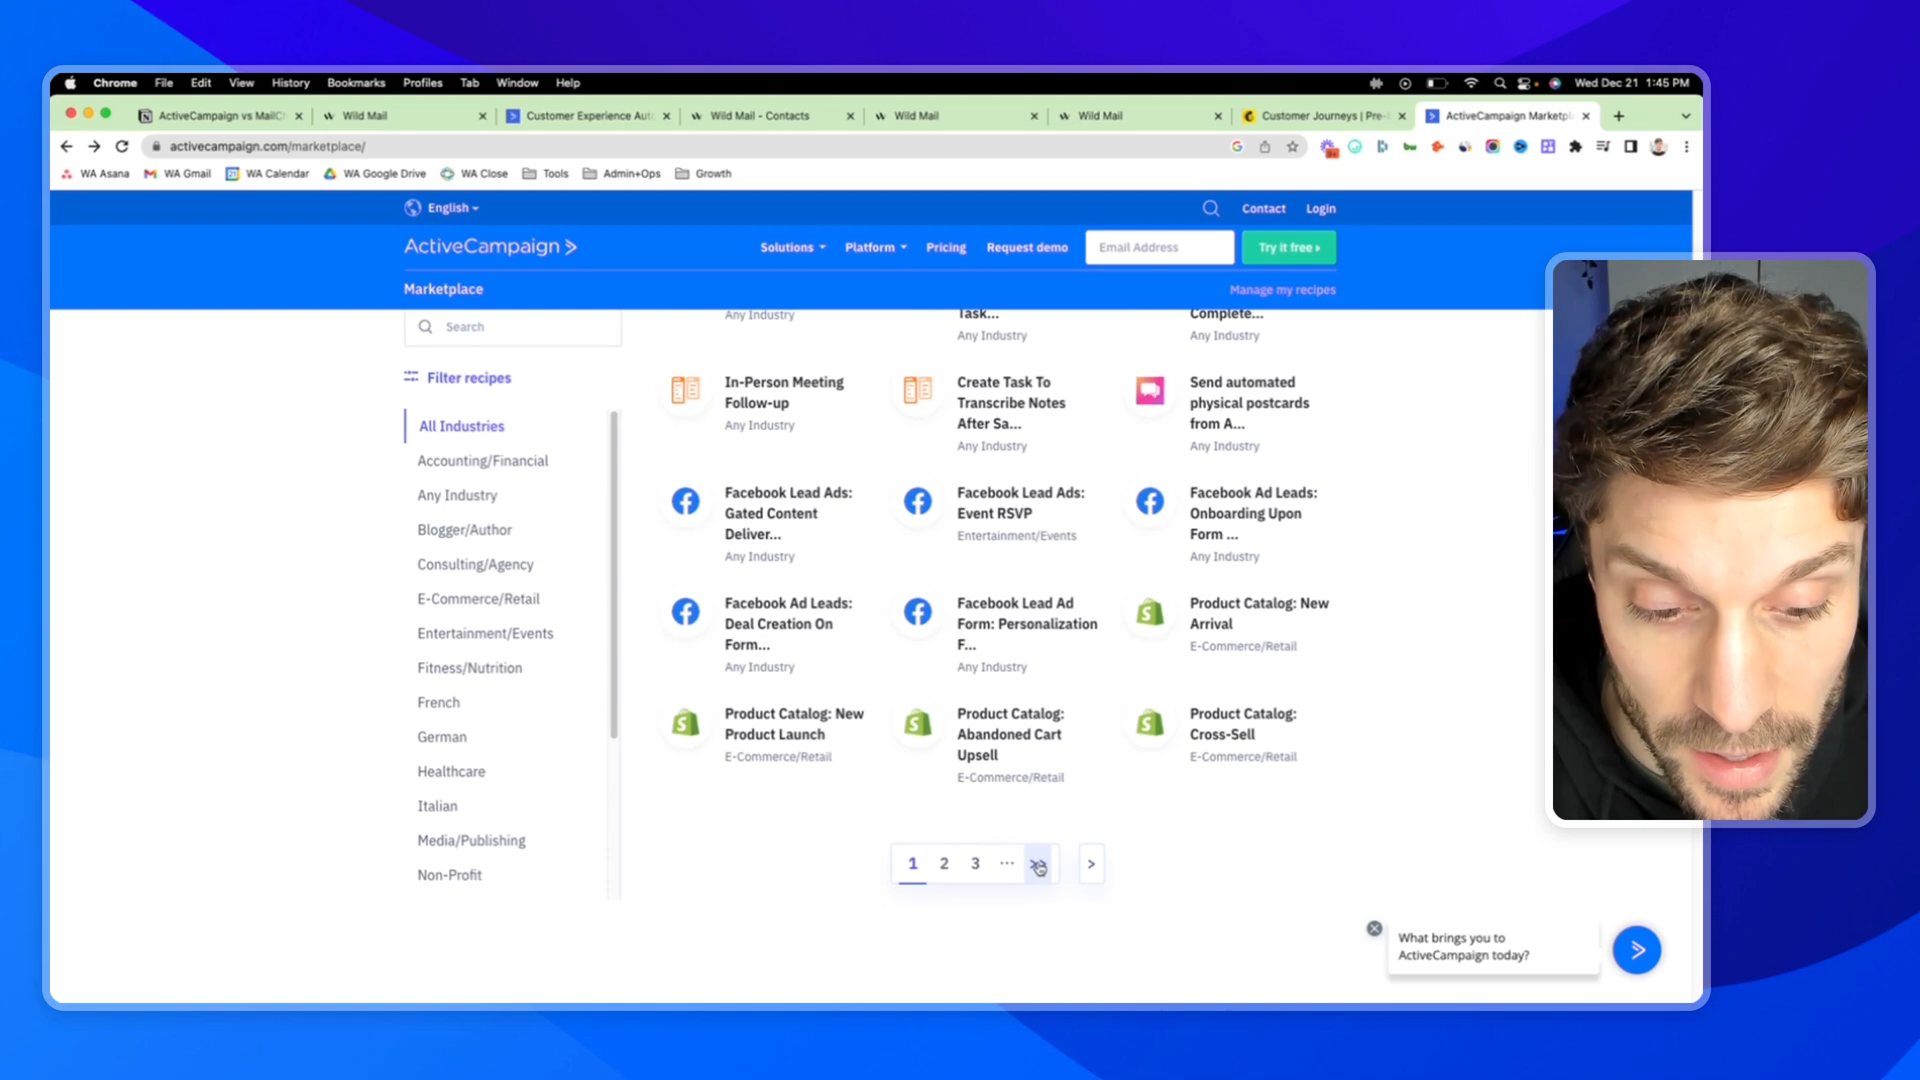 Chrome File Edit View History Bookmarks Profiles Tab Window Help
Wed Dec 21 1:45 PM
ActiveCampaign vs MailC
Wild Mail
Customer Experience Aut
Wild Mail - Contacts
Wild Mail
Wild Mail
Customer Journeys | Pre-
ActiveCampaign Marketpl
activecampaign.com/marketplace/
WA Asana
WA Gmail
WA Calendar
WA Google Drive
WA Close
Tools
Admin+Ops
Growth
English
Contact
Login
ActiveCampaign >
Solutions
Platform
Pricing
Request demo
Email Address
Try it free
Marketplace
Manage my recipes
Search
Filter recipes
All Industries
Accounting/Financial
Any Industry
Blogger/Author
Consulting/Agency
E-Commerce/Retail
Entertainment/Events
Fitness/Nutrition
French
German
Healthcare
Italian
Media/Publishing
Non-Profit
Any Industry
Task...
Any Industry
Complete...
Any Industry
In-Person Meeting
Follow-up
Any Industry
Create Task To
Transcribe Notes
After Sa...
Any Industry
Send automated
physical postcards
from A...
Any Industry
Facebook Lead Ads:
Gated Content
Deliver...
Any Industry
Facebook Lead Ads:
Event RSVP
Entertainment/Events
Facebook Ad Leads:
Onboarding Upon
Form ...
Any Industry
Facebook Ad Leads:
Deal Creation On
Form...
Any Industry
Facebook Lead Ad
Form: Personalization
F...
Any Industry
Product Catalog: New
Arrival
E-Commerce/Retail
Product Catalog: New
Product Launch
E-Commerce/Retail
Product Catalog:
Abandoned Cart
Upsell
E-Commerce/Retail
Product Catalog:
Cross-Sell
E-Commerce/Retail
1 2 3 ... >
What brings you to
ActiveCampaign today?